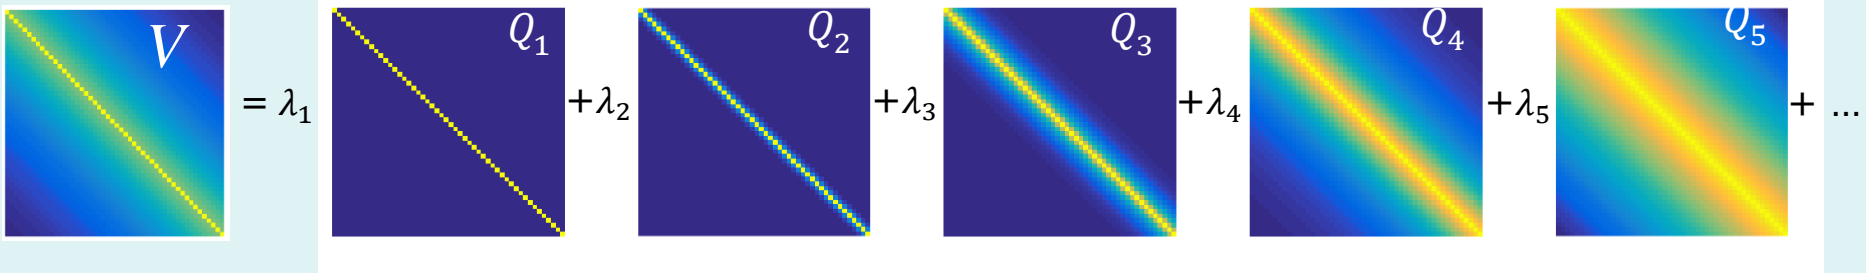 V = λ₁ Q₁ +λ₂ Q₂ +λ₃ Q₃ +λ₄ Q₄ +λ₅ Q₅ + ...